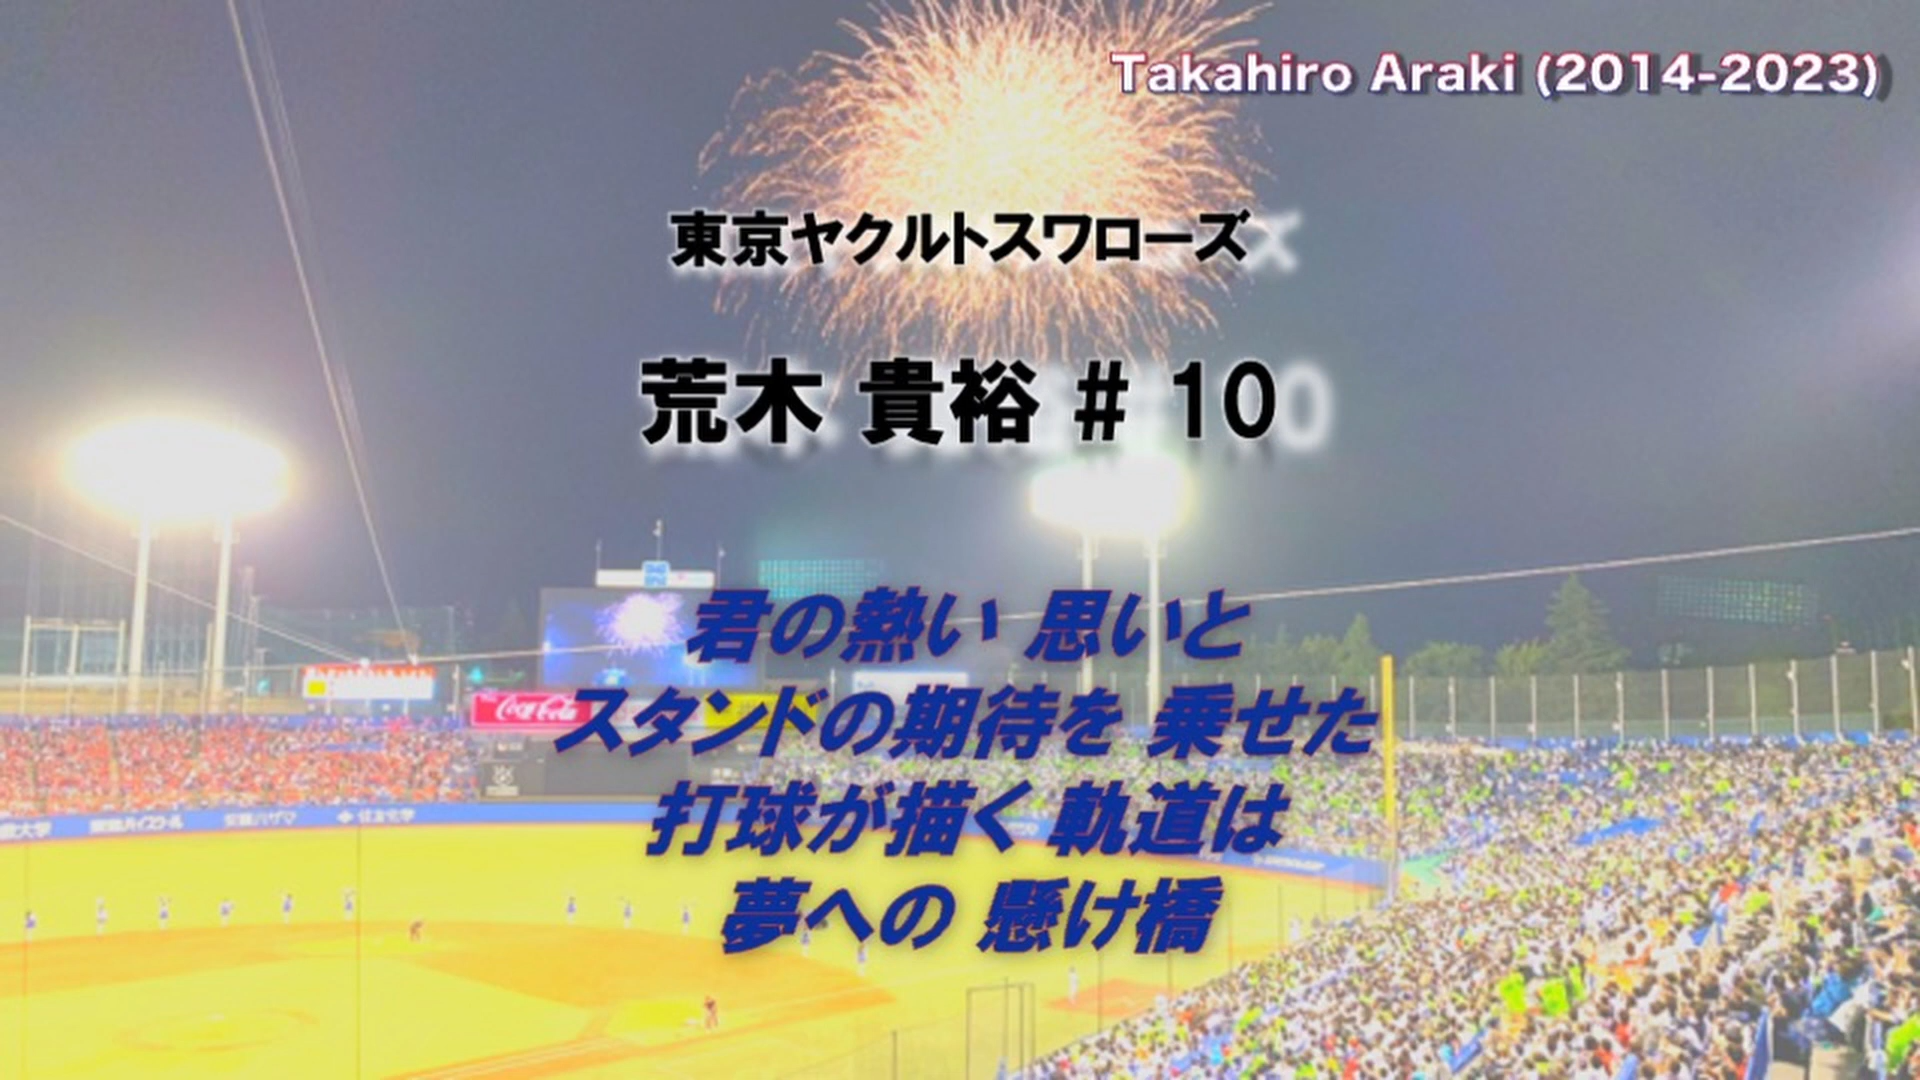 Takahiro Araki (2014-2023)
東京ヤクルトスワローズ
荒木 貴裕 # 10
君の熱い 思いと
スタンドの期待を 乗せた
打球が描く 軌道は
夢への 懸け橋
Coca-Cola